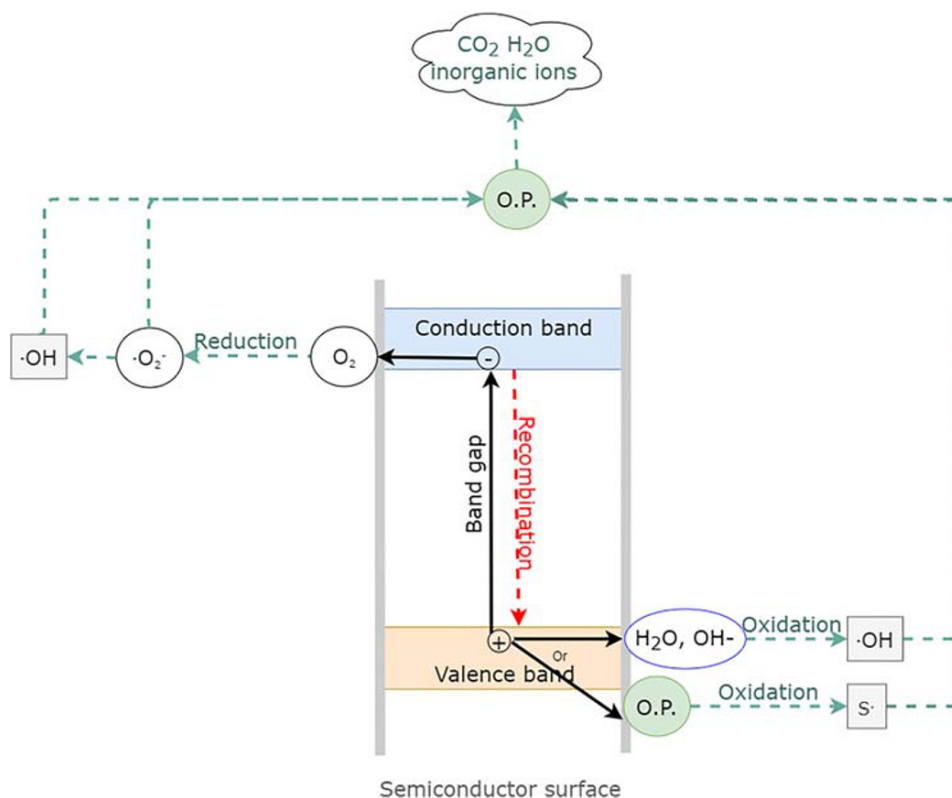 CO₂ H₂O
inorganic ions
O.P.
Conduction band
·OH
·O₂⁻
Reduction
O₂
-
Band gap
Recombination
+
Or
H₂O, OH-
Oxidation
·OH
Valence band
O.P.
Oxidation
S·
Semiconductor surface